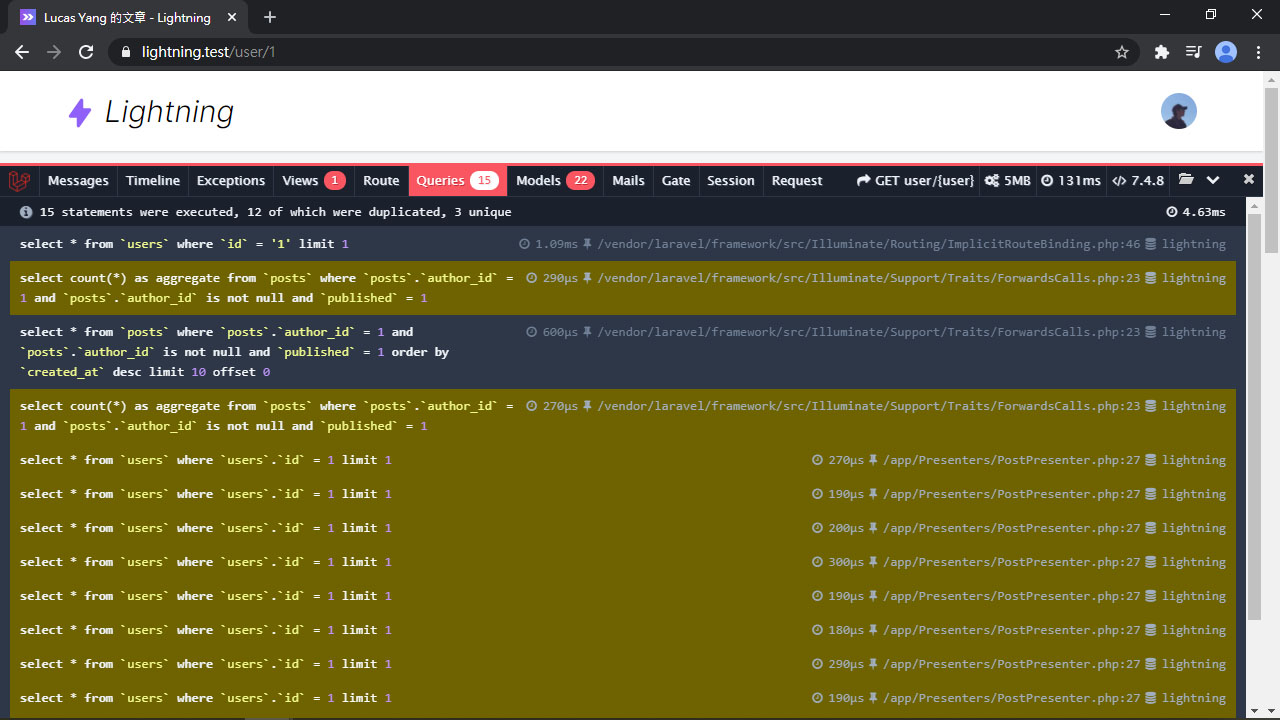 Lucas Yang 的文章 - Lightning
lightning.test/user/1
Lightning
Messages Timeline Exceptions Views 1 Route Queries 15 Models 22 Mails Gate Session Request GET user/{user} 5MB 131ms 7.4.8
15 statements were executed, 12 of which were duplicated, 3 unique 4.63ms
select * from `users` where `id` = '1' limit 1 1.09ms /vendor/laravel/framework/src/Illuminate/Routing/ImplicitRouteBinding.php:46 lightning
select count(*) as aggregate from `posts` where `posts`.`author_id` = 290μs /vendor/laravel/framework/src/Illuminate/Support/Traits/ForwardsCalls.php:23 lightning
1 and `posts`.`author_id` is not null and `published` = 1
select * from `posts` where `posts`.`author_id` = 1 and 600μs /vendor/laravel/framework/src/Illuminate/Support/Traits/ForwardsCalls.php:23 lightning
`posts`.`author_id` is not null and `published` = 1 order by
`created_at` desc limit 10 offset 0
select count(*) as aggregate from `posts` where `posts`.`author_id` = 270μs /vendor/laravel/framework/src/Illuminate/Support/Traits/ForwardsCalls.php:23 lightning
1 and `posts`.`author_id` is not null and `published` = 1
select * from `users` where `users`.`id` = 1 limit 1 270μs /app/Presenters/PostPresenter.php:27 lightning
select * from `users` where `users`.`id` = 1 limit 1 190μs /app/Presenters/PostPresenter.php:27 lightning
select * from `users` where `users`.`id` = 1 limit 1 200μs /app/Presenters/PostPresenter.php:27 lightning
select * from `users` where `users`.`id` = 1 limit 1 300μs /app/Presenters/PostPresenter.php:27 lightning
select * from `users` where `users`.`id` = 1 limit 1 190μs /app/Presenters/PostPresenter.php:27 lightning
select * from `users` where `users`.`id` = 1 limit 1 180μs /app/Presenters/PostPresenter.php:27 lightning
select * from `users` where `users`.`id` = 1 limit 1 290μs /app/Presenters/PostPresenter.php:27 lightning
select * from `users` where `users`.`id` = 1 limit 1 190μs /app/Presenters/PostPresenter.php:27 lightning